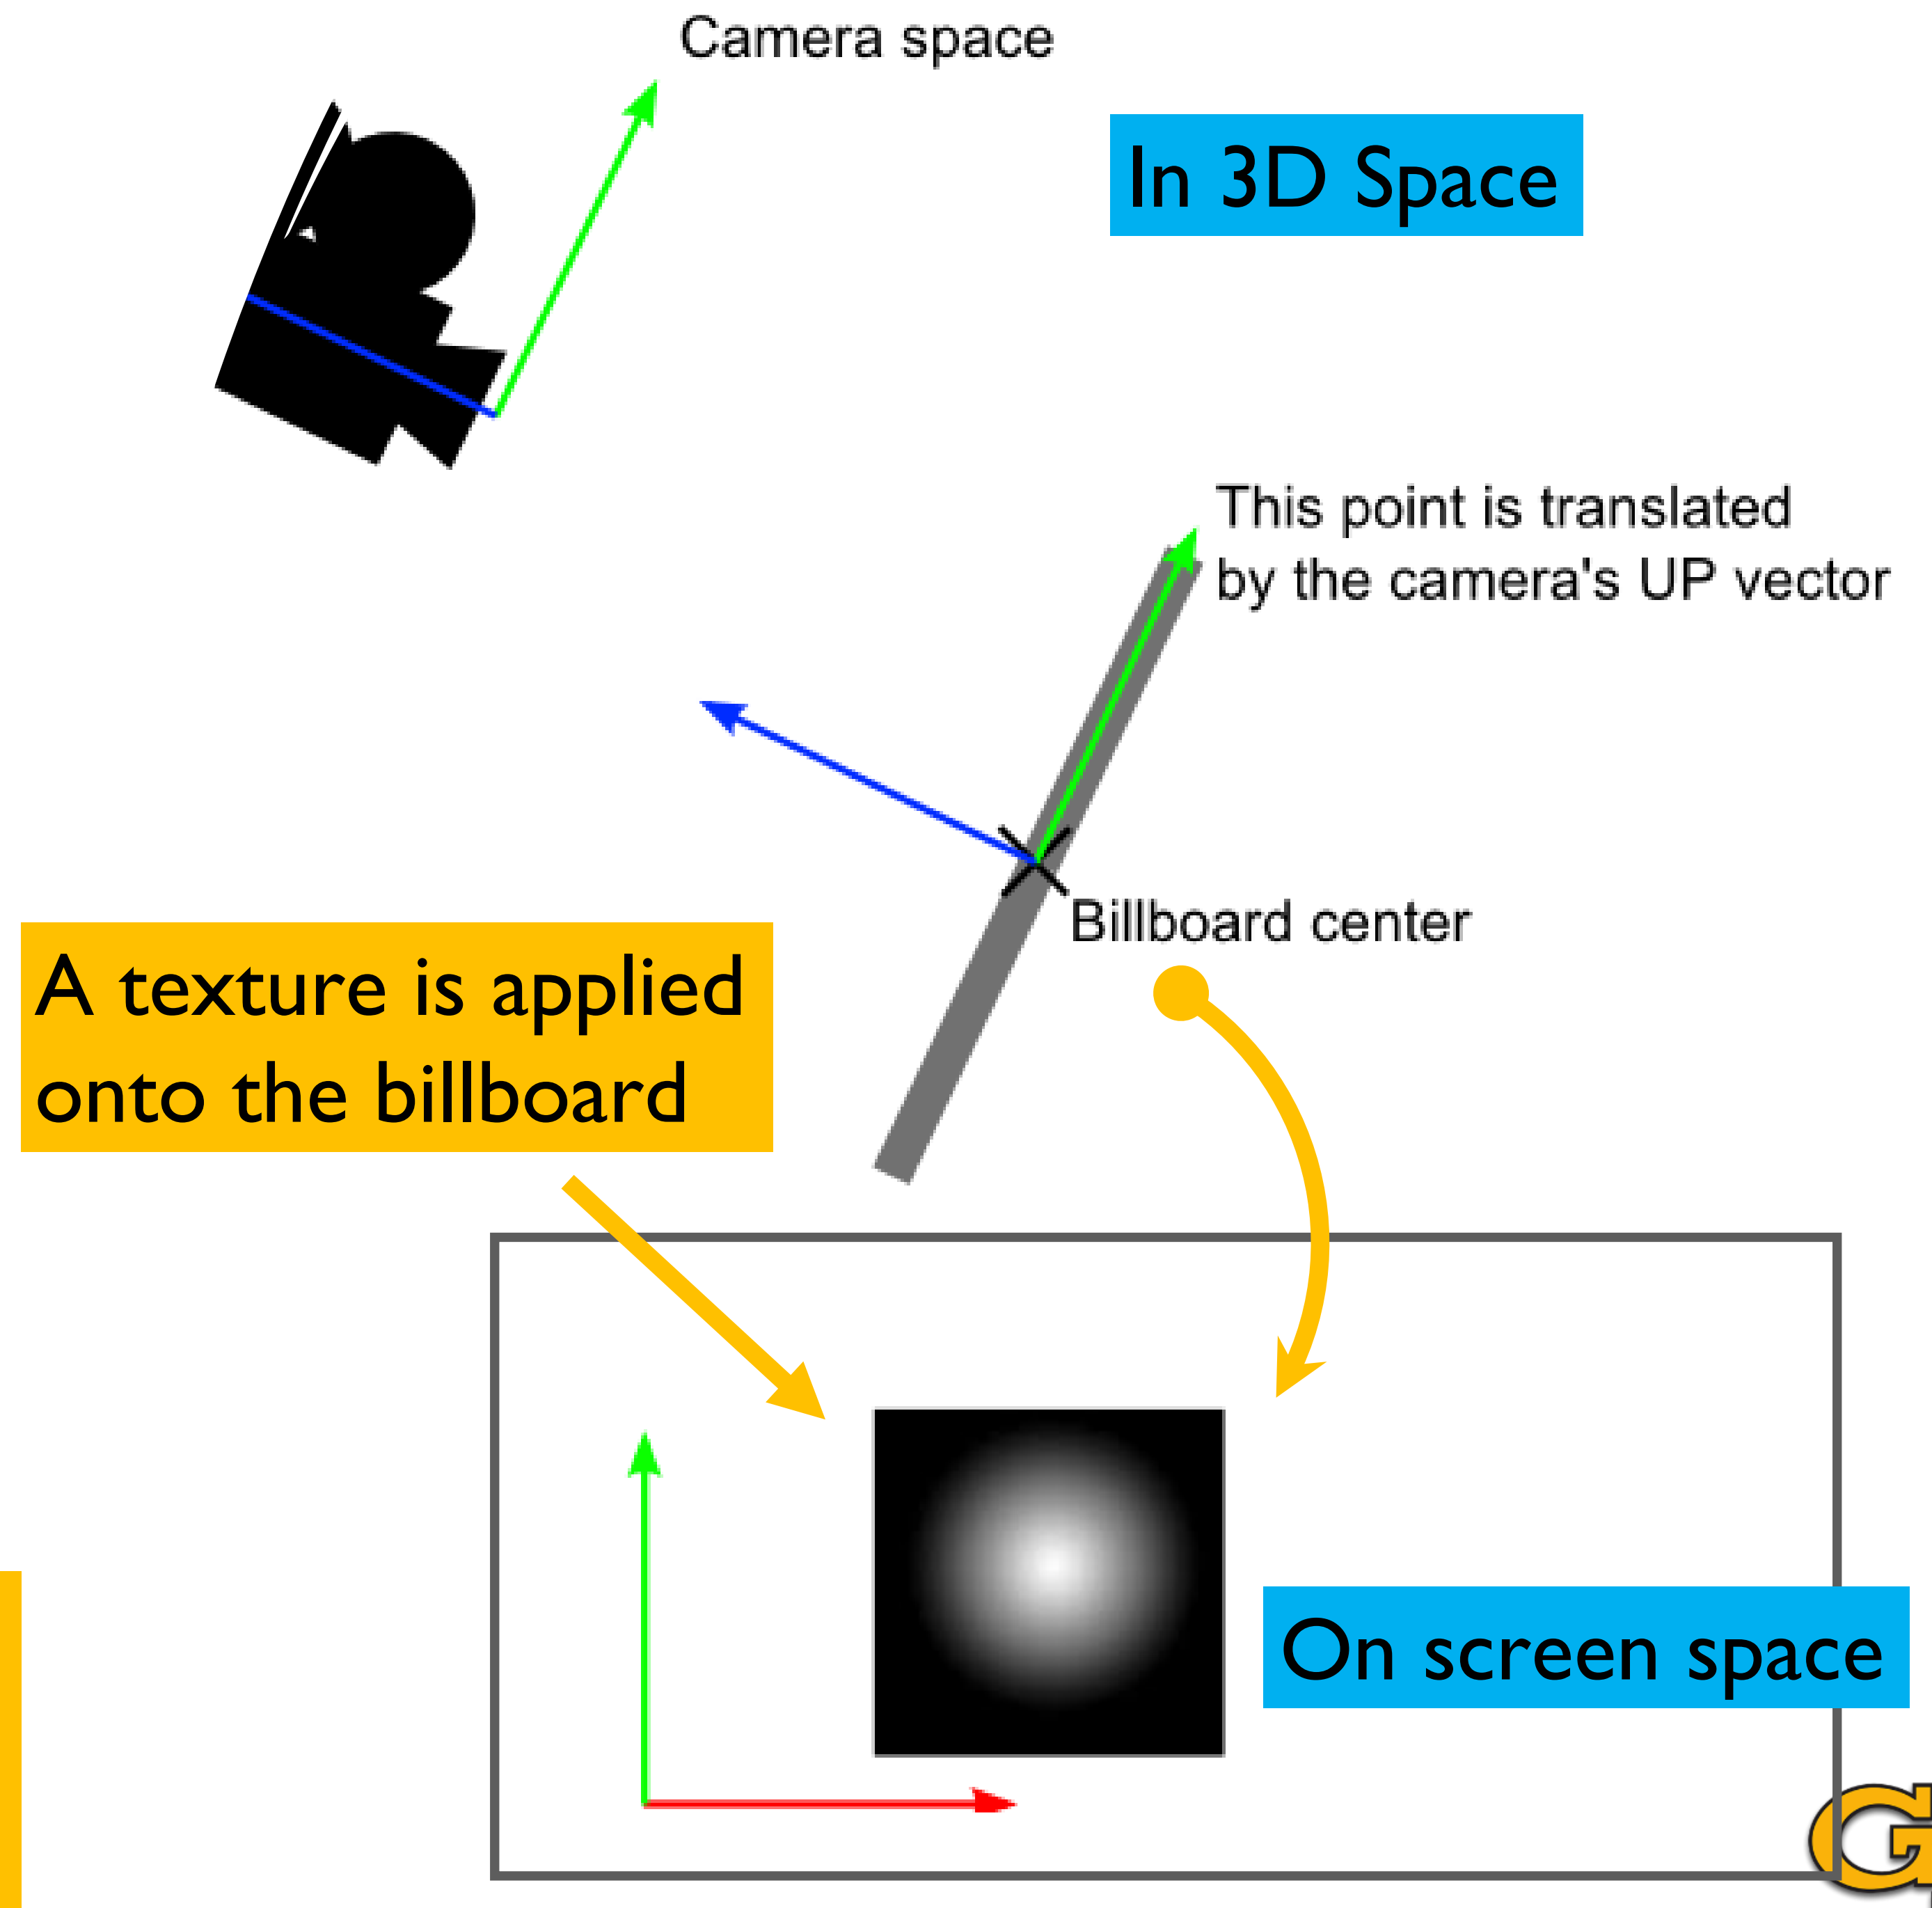 Camera space
In 3D Space
This point is translated
by the camera's UP vector
Billboard center
A texture is applied
onto the billboard
On screen space
G